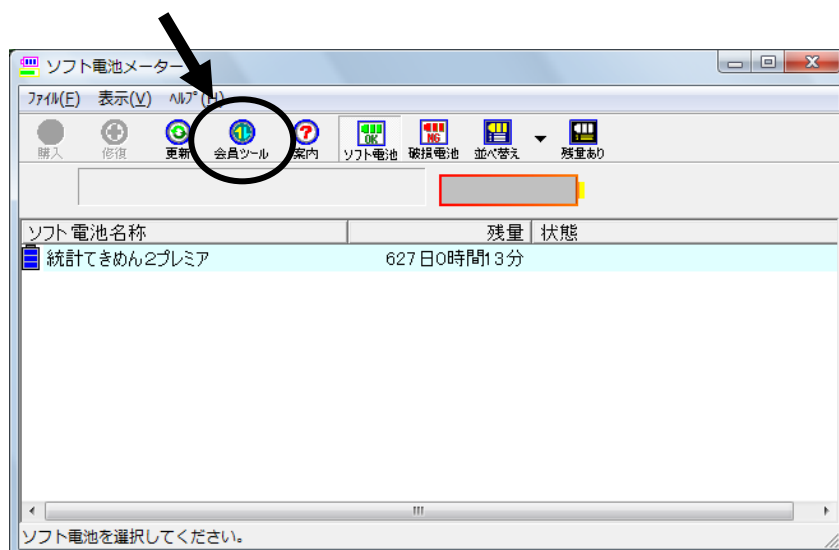 ソフト電池メーター
ファイル(F) 表示(V) ヘルプ(H)
購入 修復 更新 会員ツール 案内 ソフト電池 破損電池 並べ替え 残量あり
OK NG
ソフト電池名称 残量 状態
統計てきめん2プレミア 627日0時間13分
ソフト電池を選択してください。